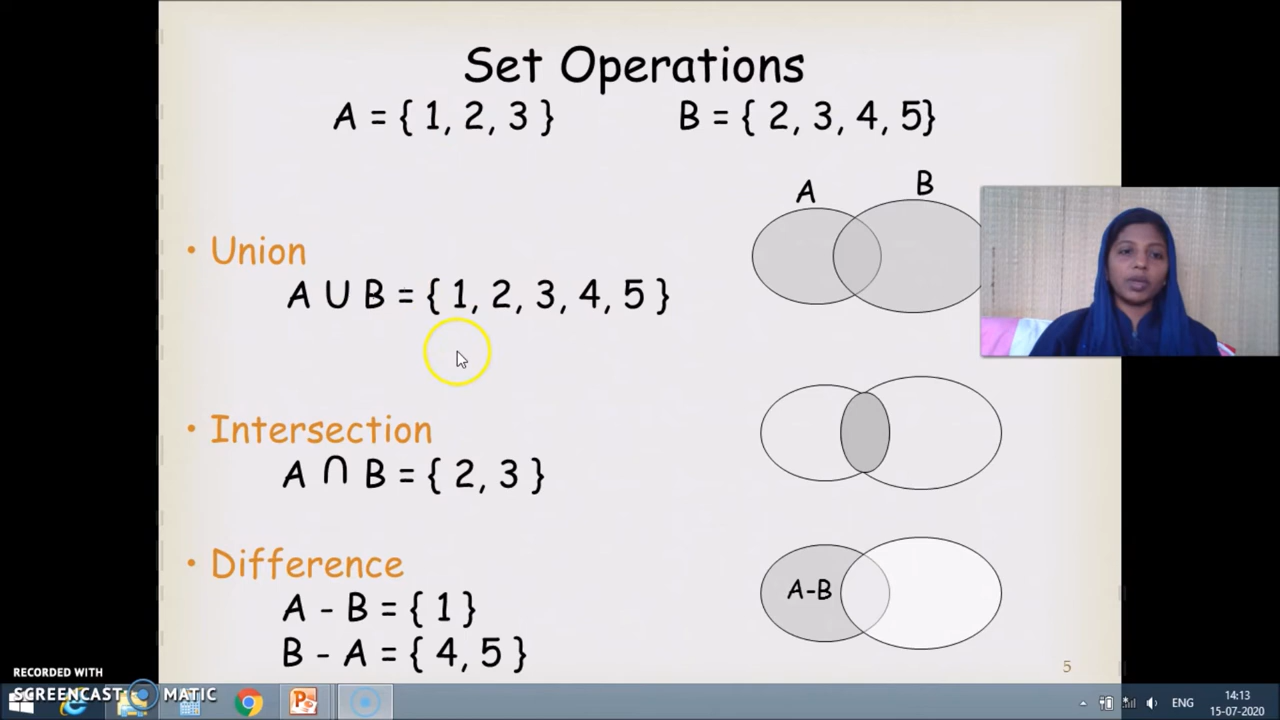 Set Operations
A = { 1, 2, 3 } B = { 2, 3, 4, 5}
A B
• Union
A ∪ B = { 1, 2, 3, 4, 5 }
• Intersection
A ∩ B = { 2, 3 }
• Difference
A-B
A - B = { 1 }
B - A = { 4, 5 }
5
RECORDED WITH
SCREENCAST MATIC
ENG
14:13
15-07-2020